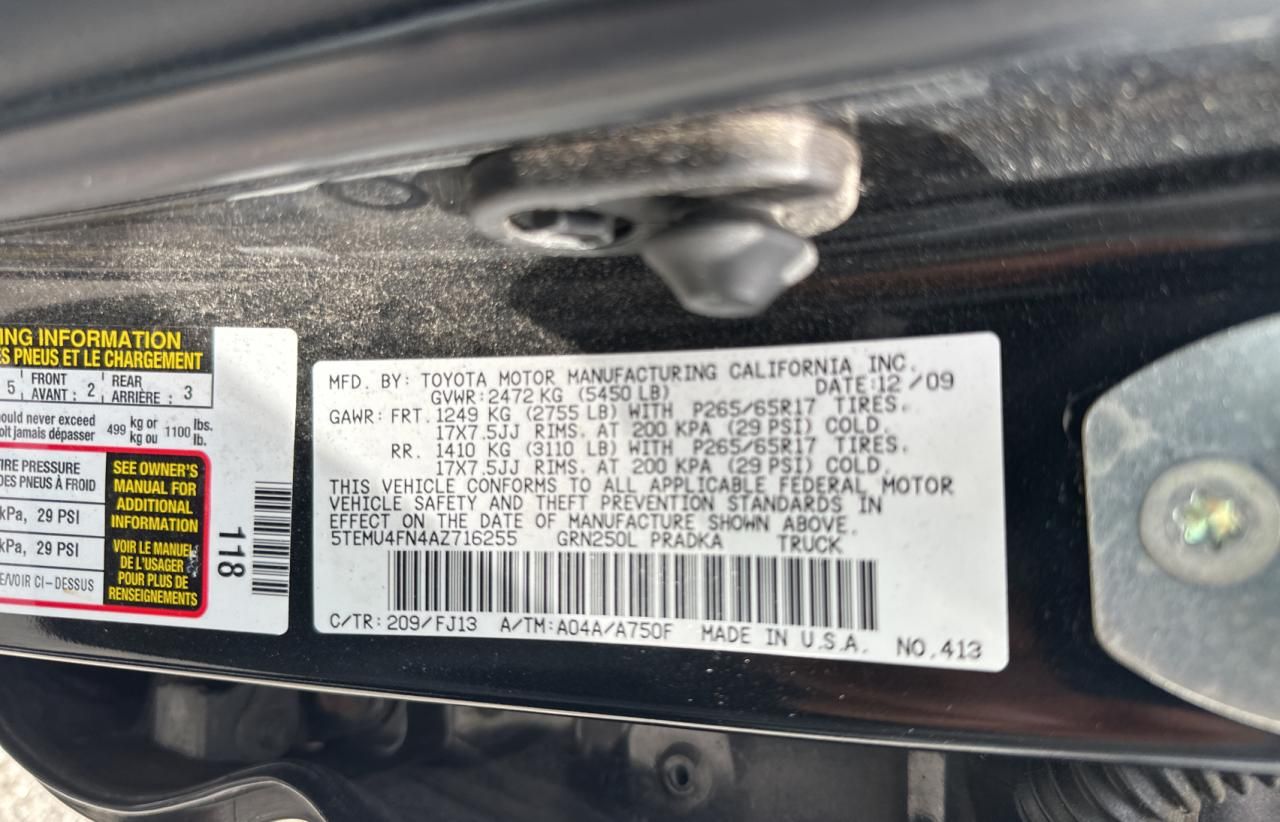 ING INFORMATION
ES PNEUS ET LE CHARGEMENT
5 FRONT AVANT : 2 REAR ARRIÈRE : 3
ould never exceed
oit jamais dépasser 499 kg or kg ou 1100 lbs. lb.
IRE PRESSURE
DES PNEUS À FROID
kPa, 29 PSI
kPa, 29 PSI
E/VOIR CI-DESSUS
SEE OWNER'S
MANUAL FOR
ADDITIONAL
INFORMATION
VOIR LE MANUEL
DE L'USAGER
POUR PLUS DE
RENSEIGNEMENTS
118
MFD. BY: TOYOTA MOTOR MANUFACTURING CALIFORNIA INC.
GVWR: 2472 KG (5450 LB) DATE: 12/09
GAWR: FRT. 1249 KG (2755 LB) WITH P265/65R17 TIRES.
17X7.5JJ RIMS. AT 200 KPA (29 PSI) COLD.
RR. 1410 KG (3110 LB) WITH P265/65R17 TIRES.
17X7.5JJ RIMS. AT 200 KPA (29 PSI) COLD.
THIS VEHICLE CONFORMS TO ALL APPLICABLE FEDERAL MOTOR
VEHICLE SAFETY AND THEFT PREVENTION STANDARDS IN
EFFECT ON THE DATE OF MANUFACTURE SHOWN ABOVE.
5TEMU4FN4AZ716255 GRN250L PRADKA TRUCK
C/TR: 209/FJ13 A/TM: A04A/A750F MADE IN U.S.A. NO.413